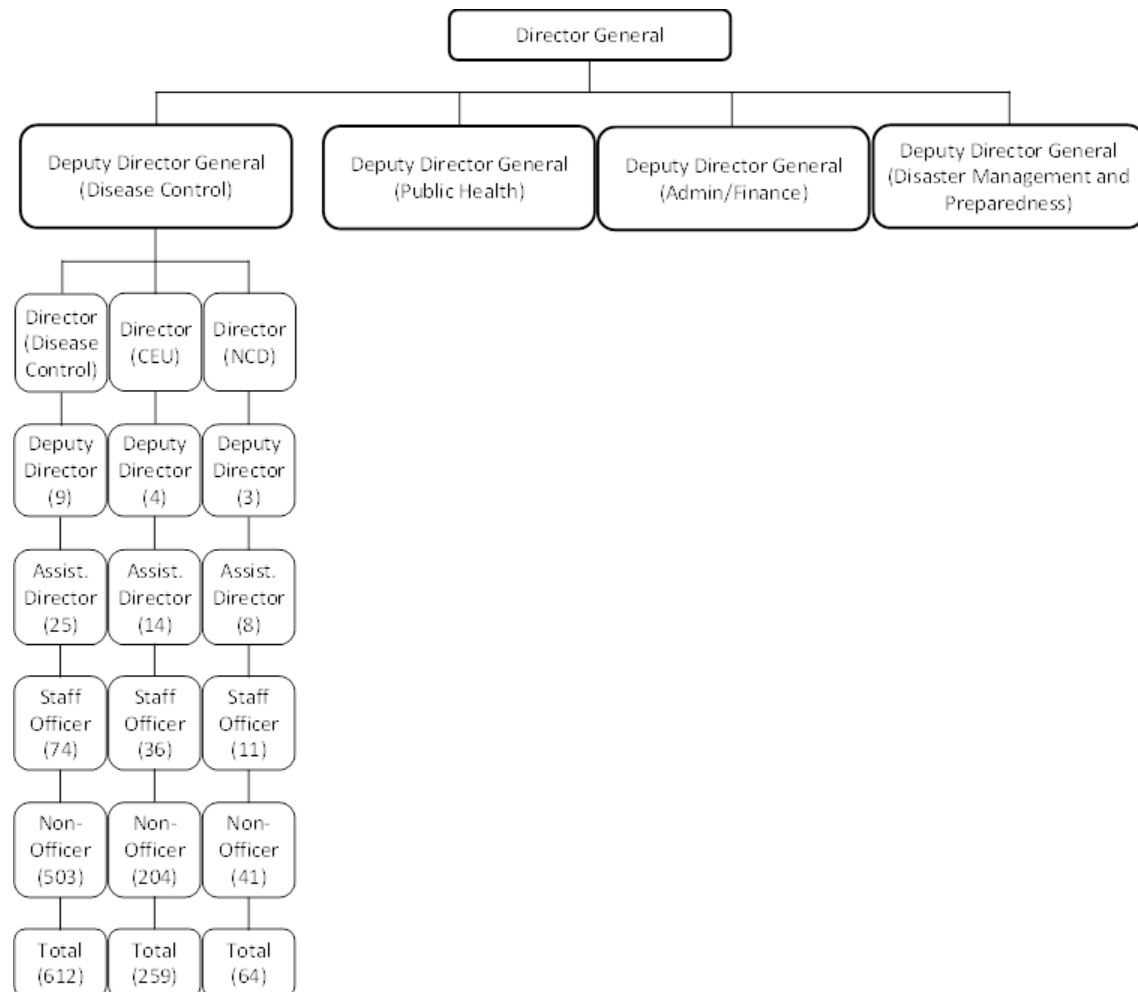 Director General
Deputy Director General
(Disease Control)
Deputy Director General
(Public Health)
Deputy Director General
(Admin/Finance)
Deputy Director General
(Disaster Management and
Preparedness)
Director
(Disease
Control)
Director
(CEU)
Director
(NCD)
Deputy
Director
(9)
Deputy
Director
(4)
Deputy
Director
(3)
Assist.
Director
(25)
Assist.
Director
(14)
Assist.
Director
(8)
Staff
Officer
(74)
Staff
Officer
(36)
Staff
Officer
(11)
Non-
Officer
(503)
Non-
Officer
(204)
Non-
Officer
(41)
Total
(612)
Total
(259)
Total
(64)